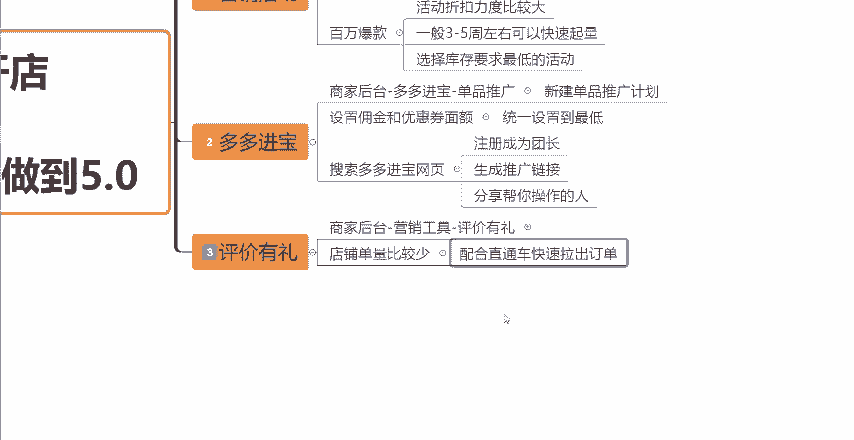 活动折扣力度比较大
百万爆款
一般3-5周左右可以快速起量
选择库存要求最低的活动
店
做到5.0
商家后台-多多进宝-单品推广
新建单品推广计划
2 多多进宝
设置佣金和优惠券面额
统一设置到最低
搜索多多进宝网页
注册成为团长
生成推广链接
分享帮你操作的人
3 评价有礼
商家后台-营销工具-评价有礼
店铺单量比较少
配合直通车快速拉出订单